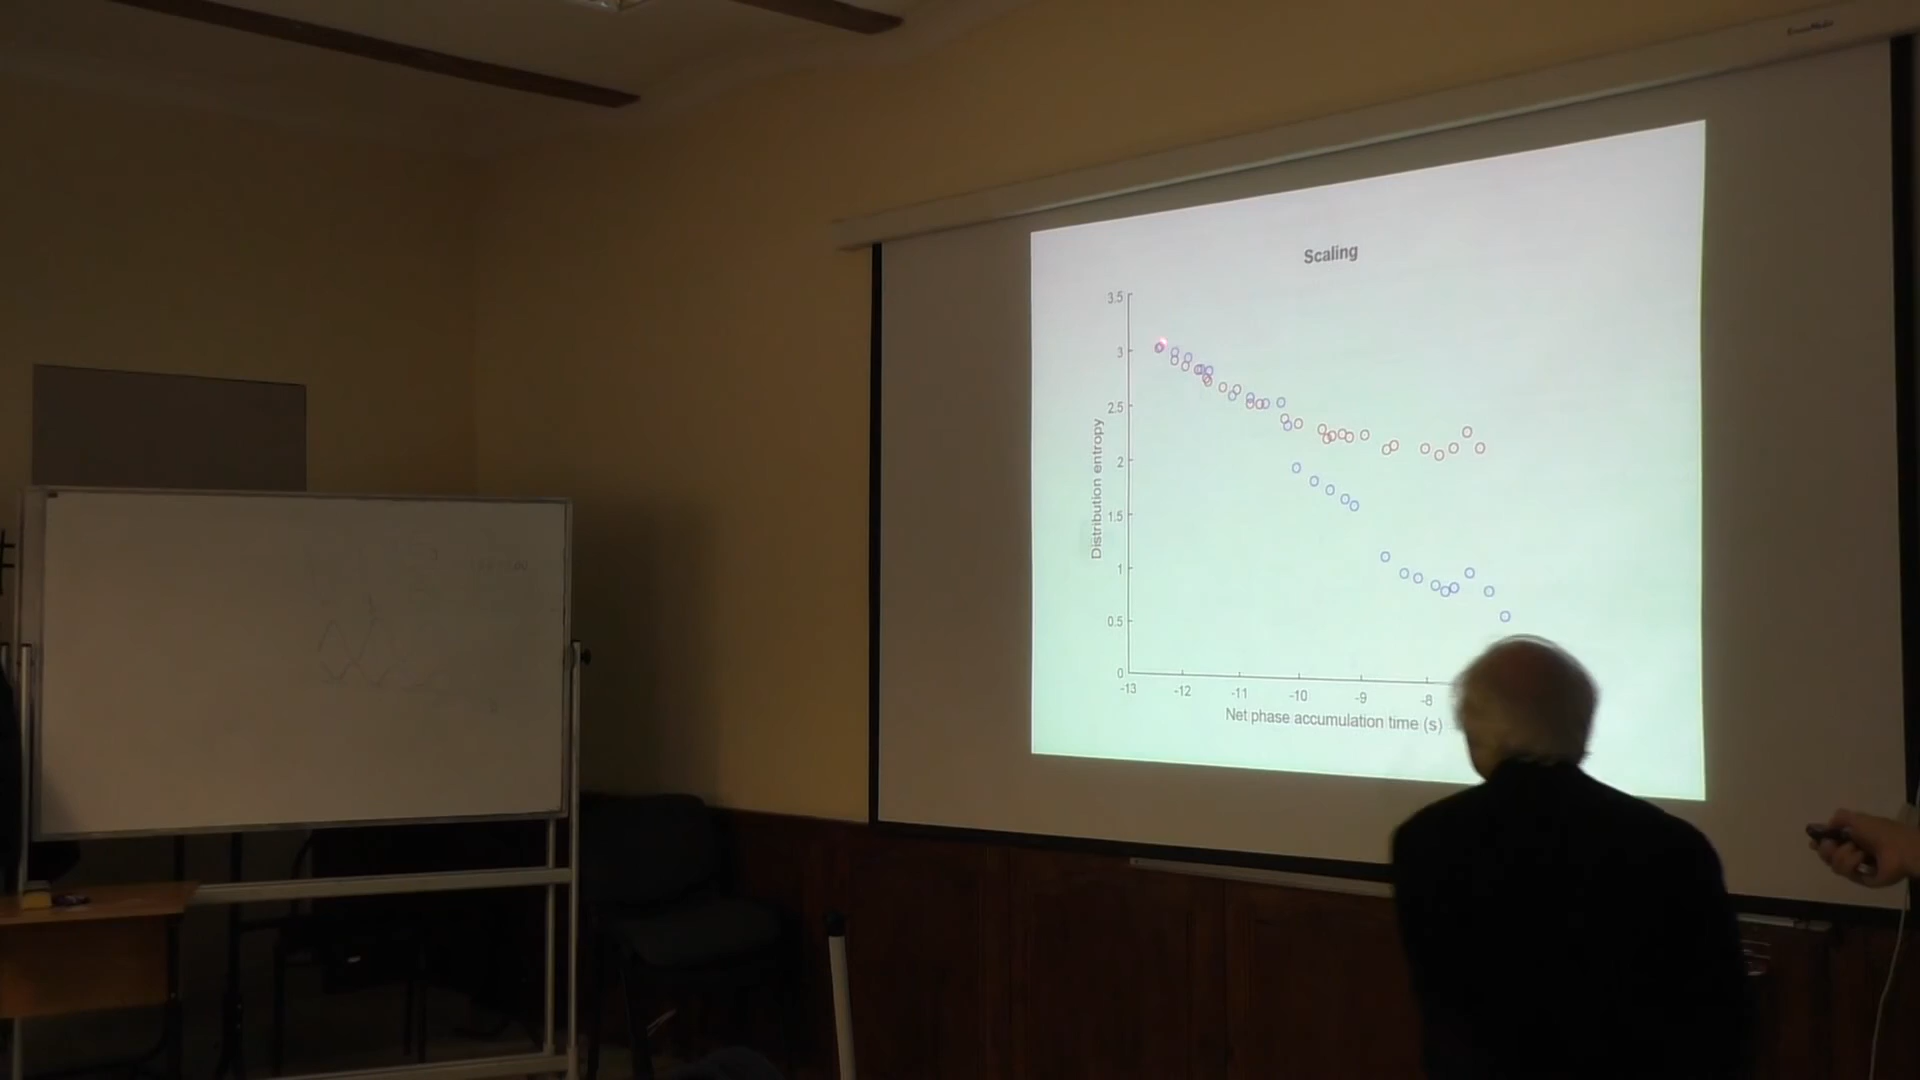 Scaling
3.5
3
2.5
2
1.5
1
0.5
0
Distribution entropy
-13 -12 -11 -10 -9 -8
Net phase accumulation time (s)